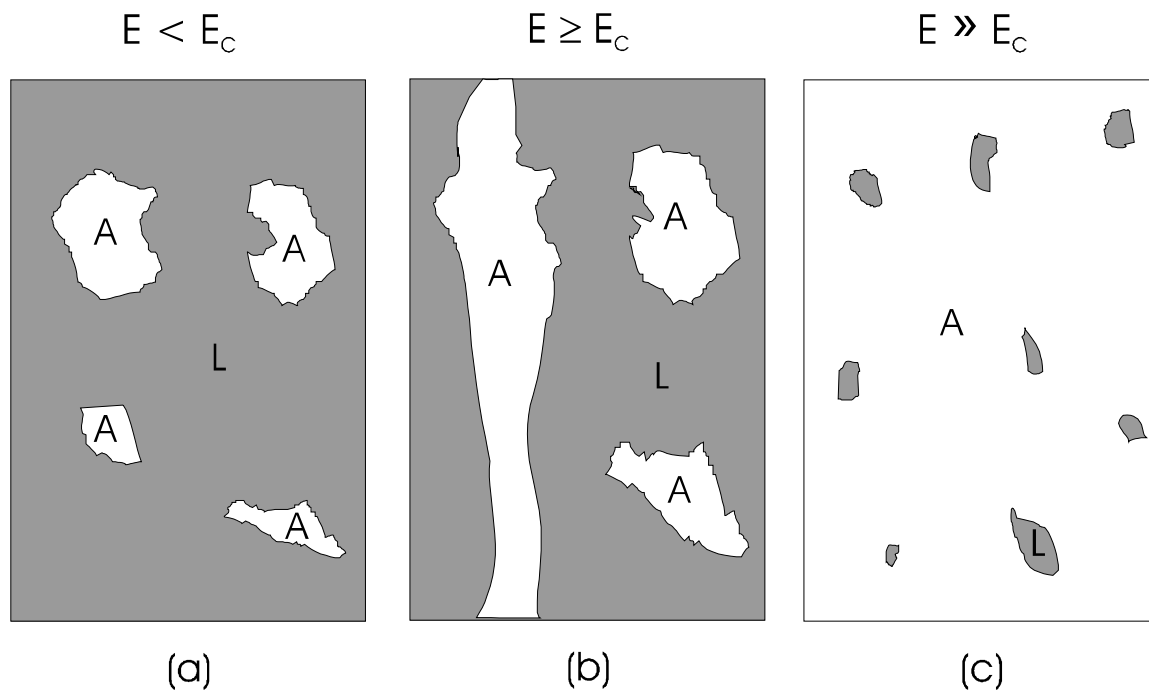 E < E_C E ≥ E_C E ≫ E_C
A A A A A
L L A
A A A L
(a) (b) (c)